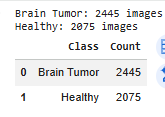 Brain Tumor: 2445 images
Healthy: 2075 images
Class Count
0 Brain Tumor 2445
1 Healthy 2075